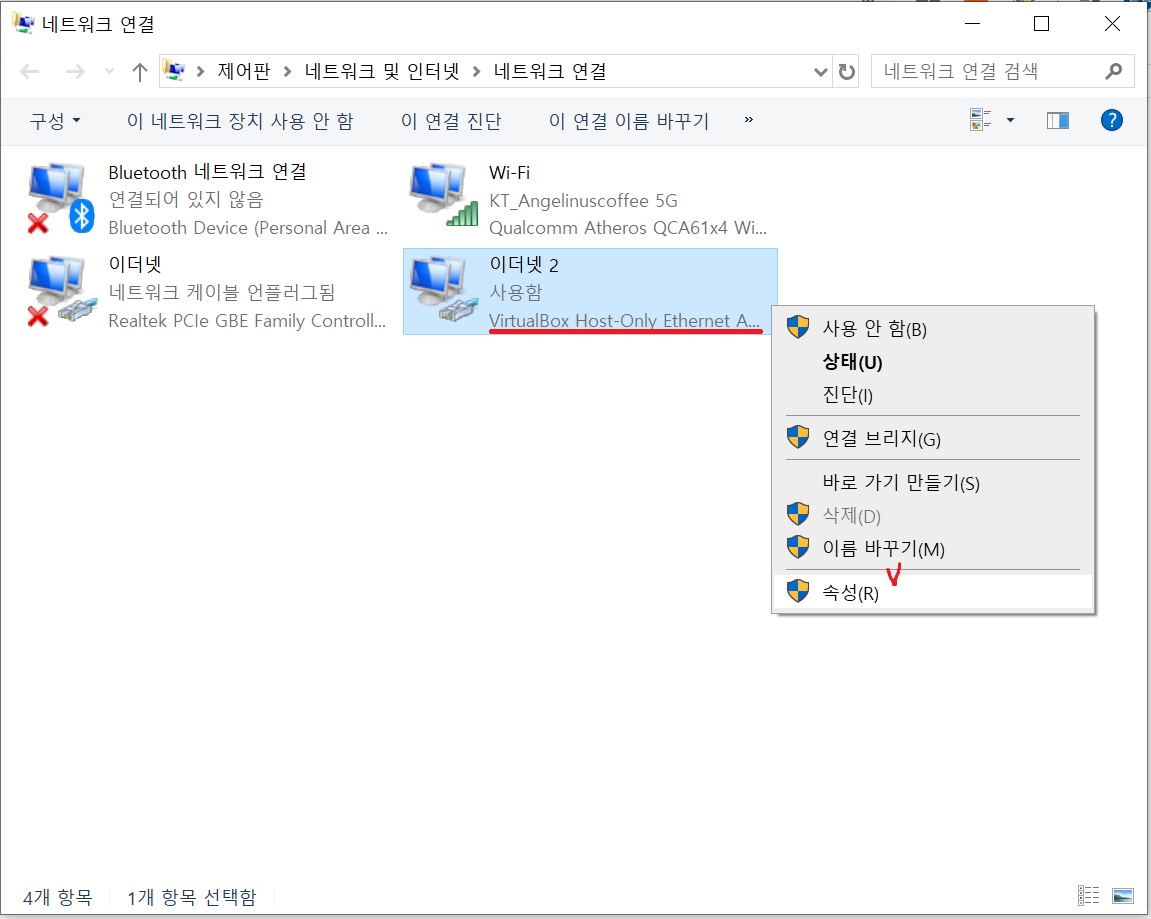 네트워크 연결
제어판 > 네트워크 및 인터넷 > 네트워크 연결
네트워크 연결 검색
구성 이 네트워크 장치 사용 안 함 이 연결 진단 이 연결 이름 바꾸기 »
Bluetooth 네트워크 연결
연결되어 있지 않음
Bluetooth Device (Personal Area ...
Wi-Fi
KT_Angelinuscoffee 5G
Qualcomm Atheros QCA61x4 Wi...
이더넷
네트워크 케이블 언플러그됨
Realtek PCIe GBE Family Controll...
이더넷 2
사용함
VirtualBox Host-Only Ethernet A...
사용 안 함(B)
상태(U)
진단(I)
연결 브리지(G)
바로 가기 만들기(S)
삭제(D)
이름 바꾸기(M)
속성(R)
4개 항목 1개 항목 선택함